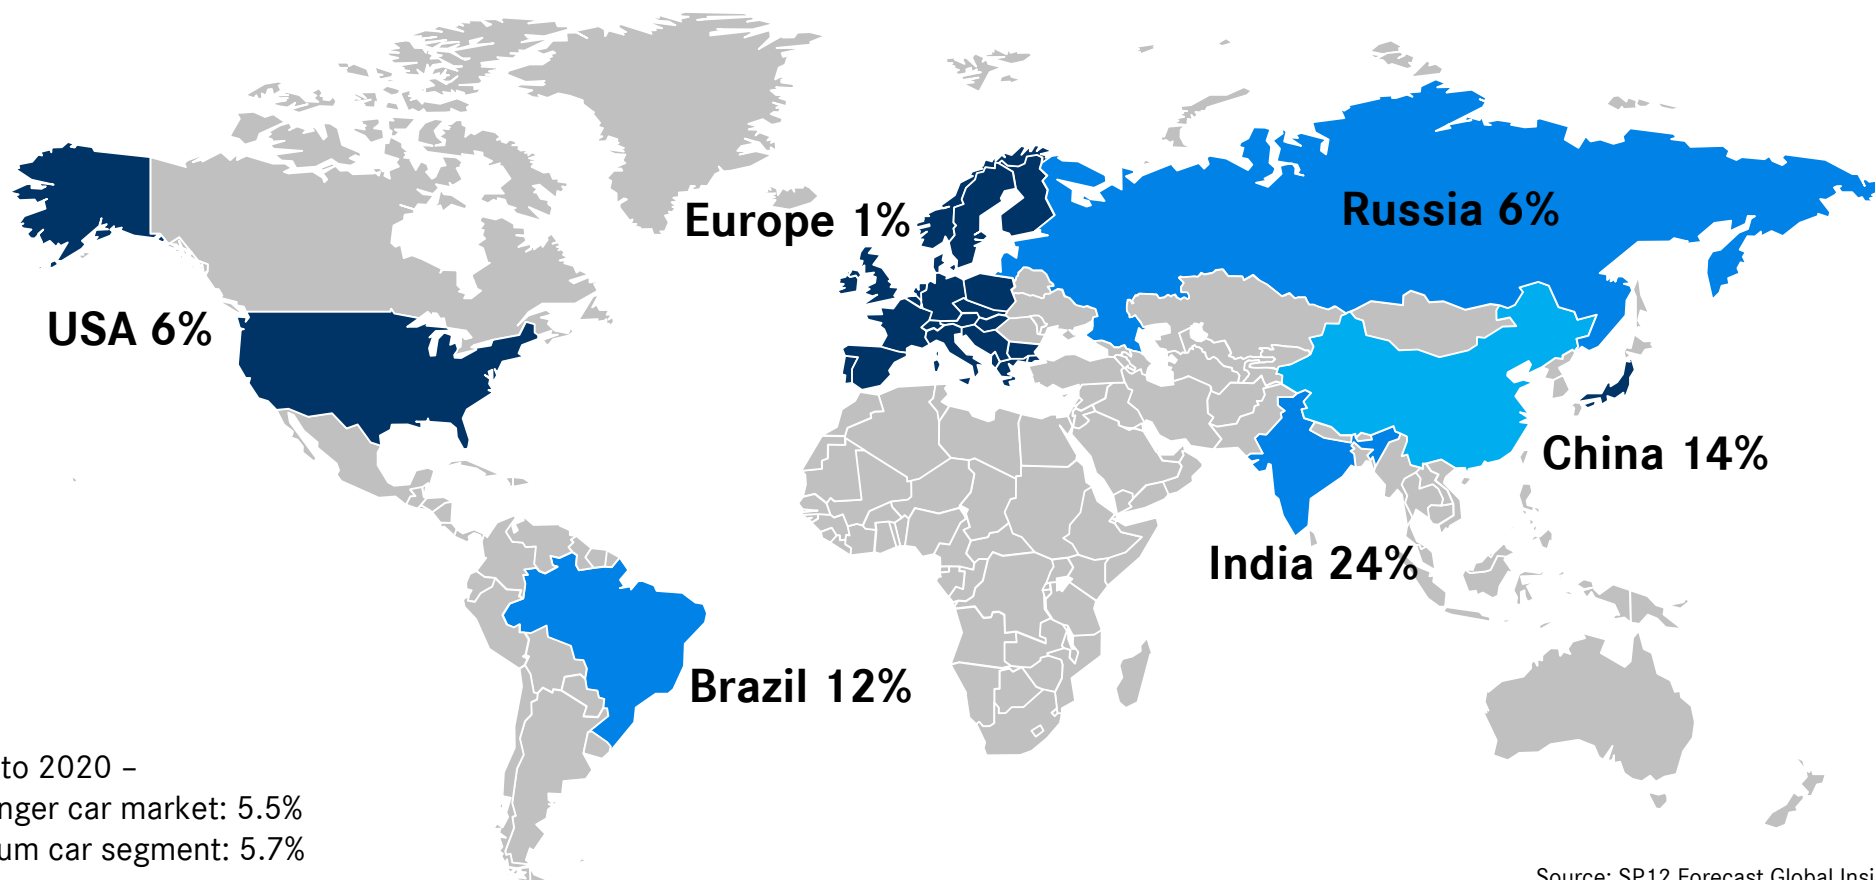 Europe 1%
Russia 6%
USA 6%
China 14%
India 24%
Brazil 12%
to 2020 –
nger car market: 5.5%
um car segment: 5.7%
Source: SP12 Forecast Global Insi